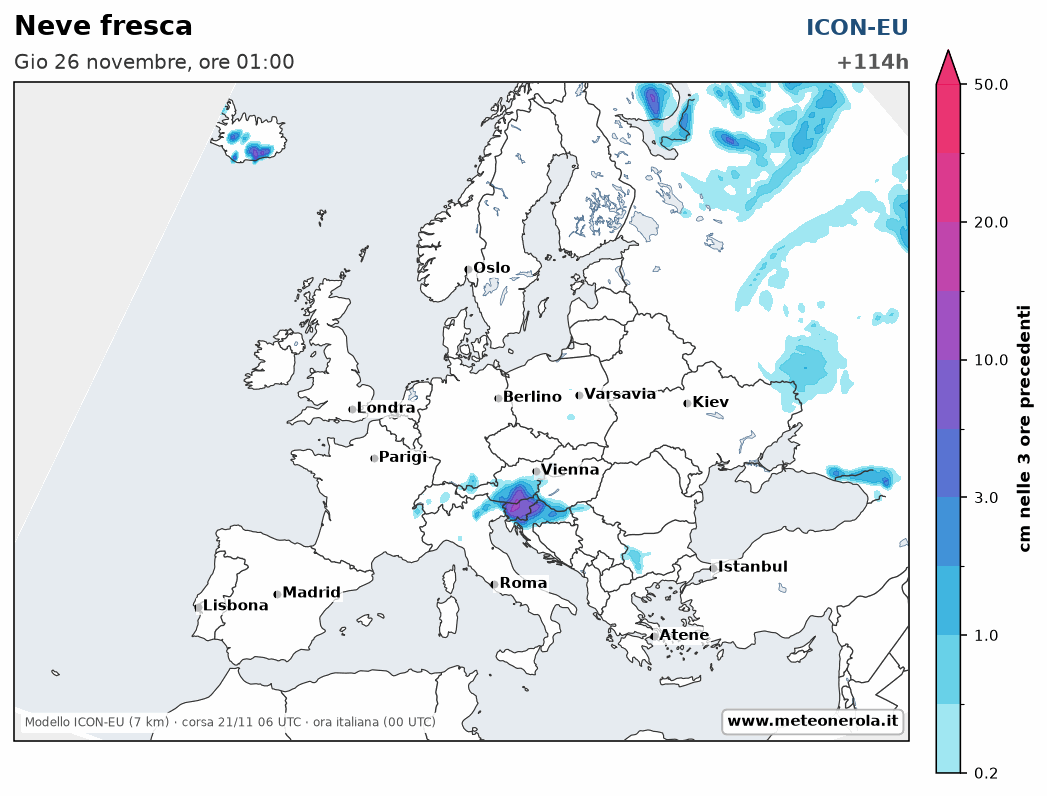 Neve fresca
ICON-EU
Gio 26 novembre, ore 01:00
+114h
50.0
20.0
10.0
3.0
1.0
0.2
cm nelle 3 ore precedenti
Oslo
Londra
Berlino
Varsavia
Kiev
Parigi
Vienna
Istanbul
Roma
Madrid
Lisbona
Atene
Modello ICON-EU (7 km) · corsa 21/11 06 UTC · ora italiana (00 UTC)
www.meteonerola.it